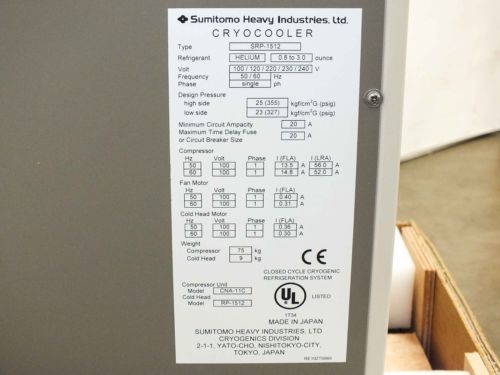 Sumitomo Heavy Industries, Ltd.
CRYOCOOLER
Type SRP-1512
Refrigerant HELIUM 0.8 to 3.0 ounce
Volt 100 / 120 / 220 / 230 / 240 V
Frequency 50 / 60 Hz
Phase single ph
Design Pressure
high side 25 (355) kgf/cm²G (psig)
low side 23 (327) kgf/cm²G (psig)
Minimum Circuit Ampacity 20 A
Maximum Time Delay Fuse
or Circuit Breaker Size 20 A
Compressor
Hz Volt Phase I (FLA) I (LRA)
50 100 1 13.5 56.0 A
60 100 1 14.8 52.0 A
Fan Motor
Hz Volt Phase I (FLA)
50 100 1 0.40 A
60 100 1 0.31 A
Cold Head Motor
Hz Volt Phase I (FLA)
50 100 1 0.36 A
60 100 1 0.30 A
Weight
Compressor 75 kg
Cold Head 9 kg
CE
CLOSED CYCLE CRYOGENIC
REFRIGERATION SYSTEM
Compressor Unit
Model CNA-11C
Cold Head
Model RP-1512
UL LISTED
1T34
MADE IN JAPAN
SUMITOMO HEAVY INDUSTRIES, LTD
CRYOGENICS DIVISION
2-1-1, YATO-CHO, NISHITOKYO-CITY,
TOKYO, JAPAN